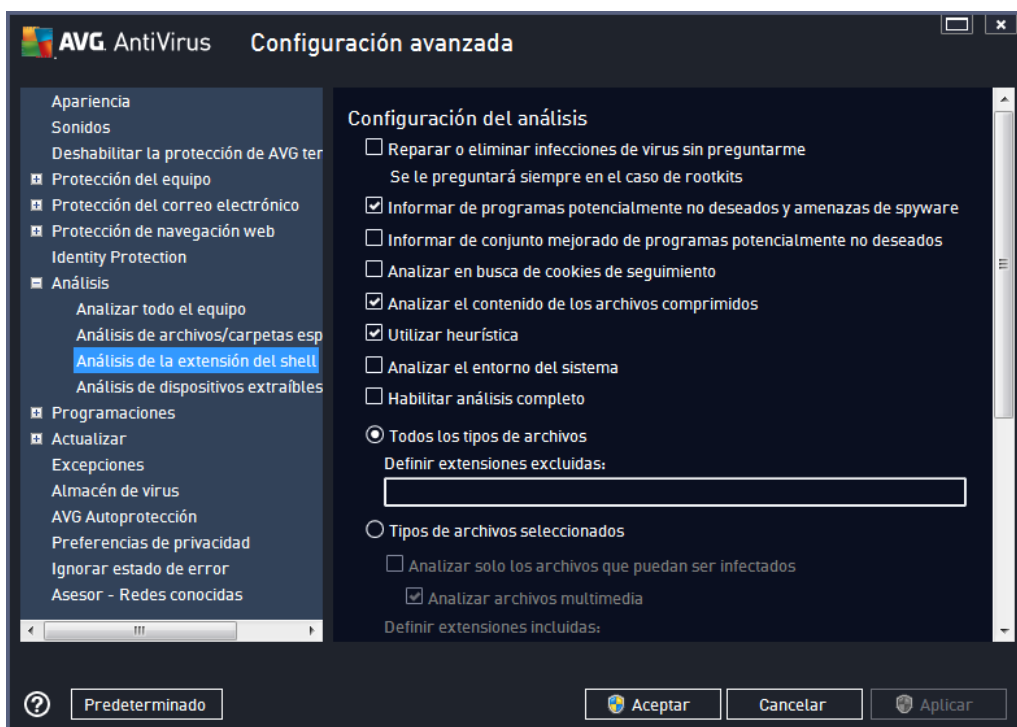 AVG. AntiVirus Configuración avanzada
Apariencia
Sonidos
Deshabilitar la protección de AVG ter
Protección del equipo
Protección del correo electrónico
Protección de navegación web
Identity Protection
Análisis
Analizar todo el equipo
Análisis de archivos/carpetas esp
Análisis de la extensión del shell
Análisis de dispositivos extraíbles
Programaciones
Actualizar
Excepciones
Almacén de virus
AVG Autoprotección
Preferencias de privacidad
Ignorar estado de error
Asesor - Redes conocidas
Configuración del análisis
Reparar o eliminar infecciones de virus sin preguntarme
Se le preguntará siempre en el caso de rootkits
Informar de programas potencialmente no deseados y amenazas de spyware
Informar de conjunto mejorado de programas potencialmente no deseados
Analizar en busca de cookies de seguimiento
Analizar el contenido de los archivos comprimidos
Utilizar heurística
Analizar el entorno del sistema
Habilitar análisis completo
Todos los tipos de archivos
Definir extensiones excluidas:
Tipos de archivos seleccionados
Analizar solo los archivos que puedan ser infectados
Analizar archivos multimedia
Definir extensiones incluidas:
? Predeterminado Aceptar Cancelar Aplicar